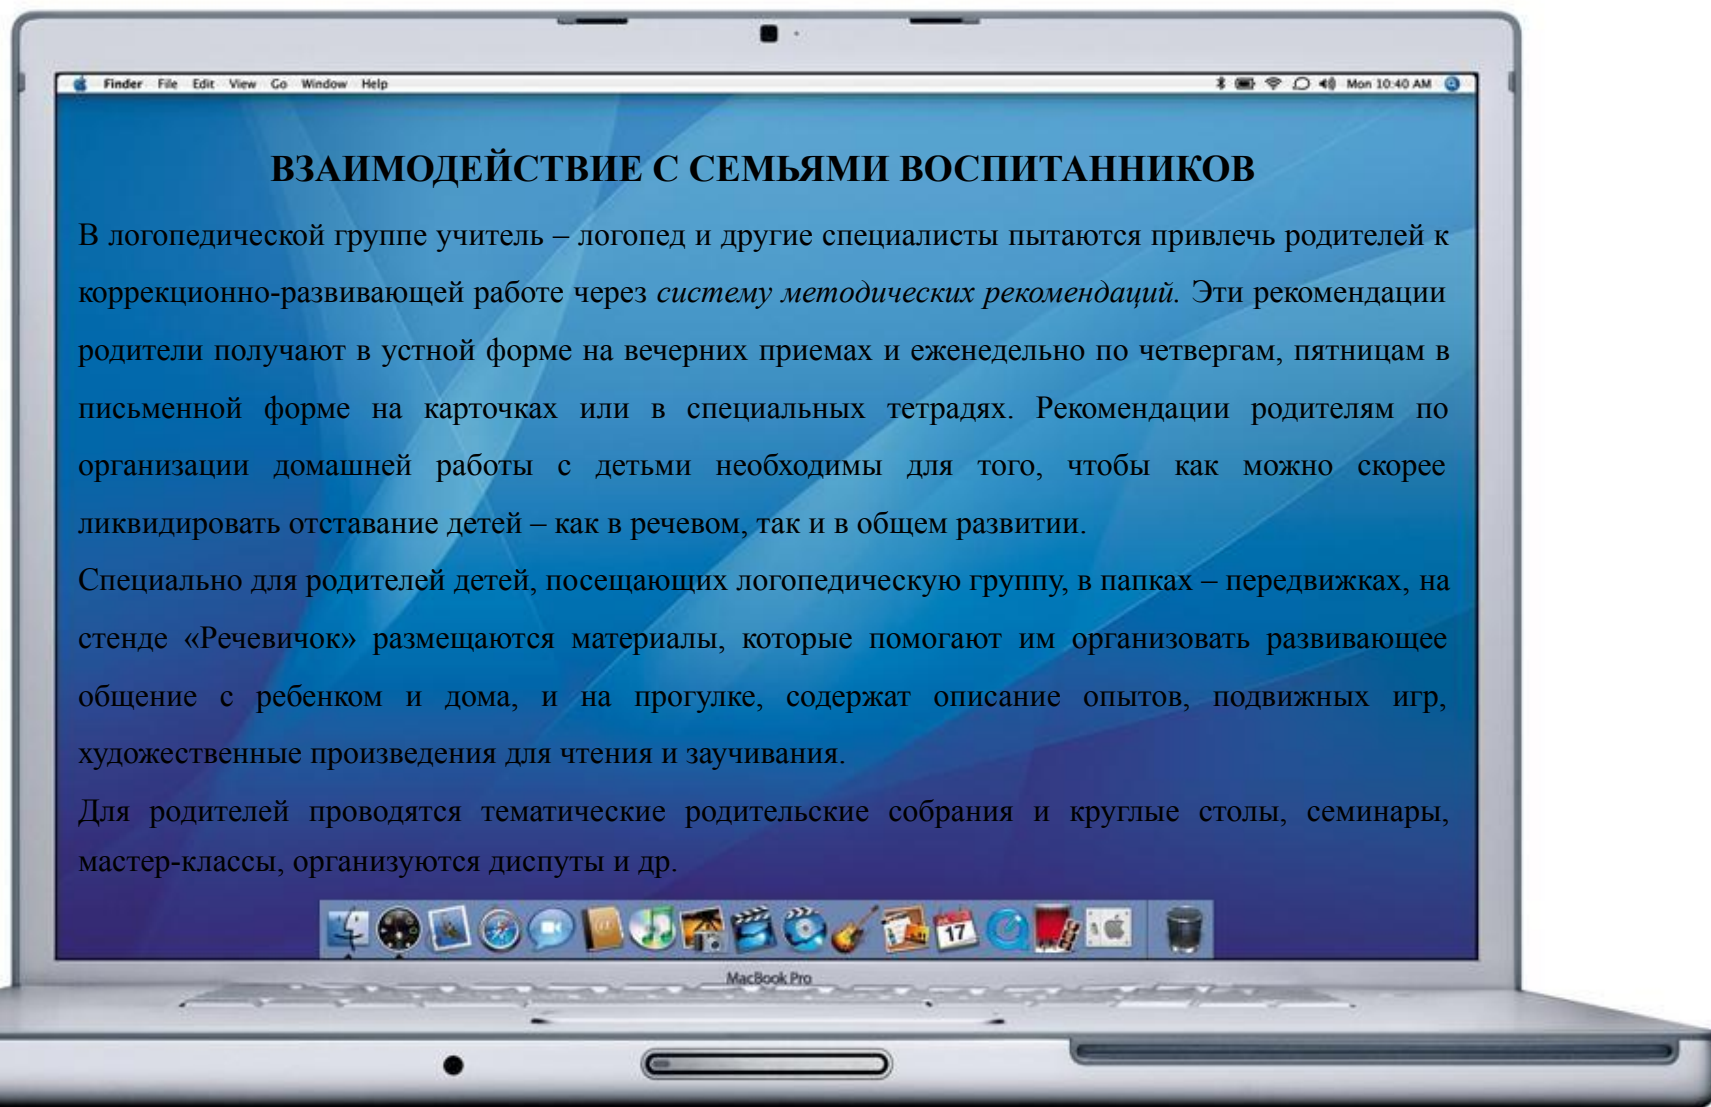 Finder File Edit View Go Window Help Mon 10:40 AM
ВЗАИМОДЕЙСТВИЕ С СЕМЬЯМИ ВОСПИТАННИКОВ
В логопедической группе учитель – логопед и другие специалисты пытаются привлечь родителей к
коррекционно-развивающей работе через систему методических рекомендаций. Эти рекомендации
родители получают в устной форме на вечерних приемах и еженедельно по четвергам, пятницам в
письменной форме на карточках или в специальных тетрадях. Рекомендации родителям по
организации домашней работы с детьми необходимы для того, чтобы как можно скорее
ликвидировать отставание детей – как в речевом, так и в общем развитии.
Специально для родителей детей, посещающих логопедическую группу, в папках – передвижках, на
стенде «Речевичок» размещаются материалы, которые помогают им организовать развивающее
общение с ребенком и дома, и на прогулке, содержат описание опытов, подвижных игр,
художественные произведения для чтения и заучивания.
Для родителей проводятся тематические родительские собрания и круглые столы, семинары,
мастер-классы, организуются диспуты и др.
17
MacBook Pro